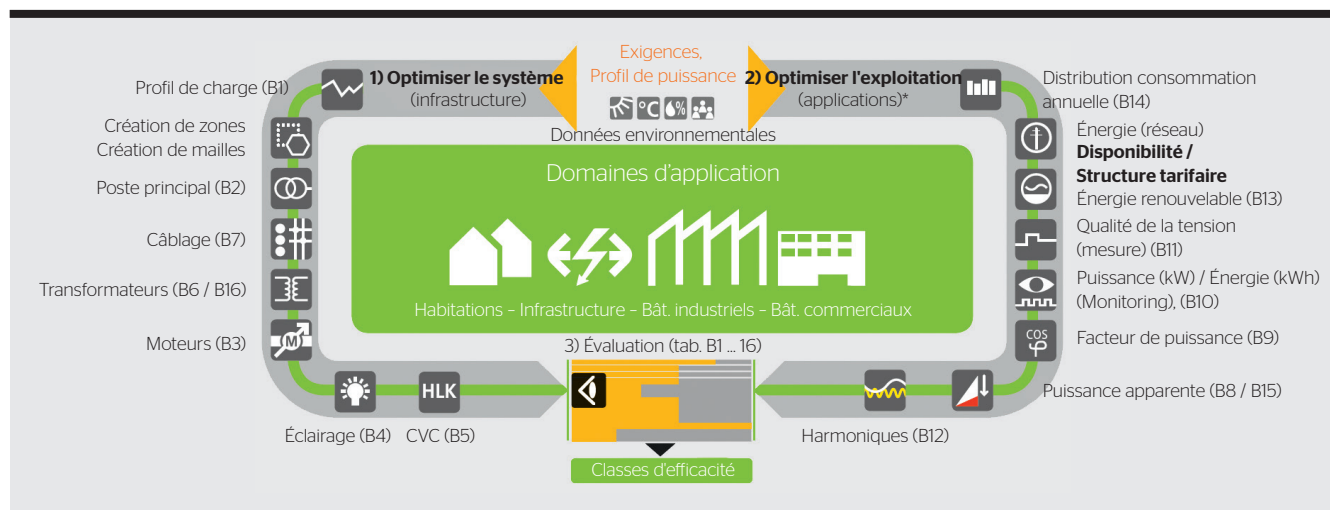 Exigences,
Profil de puissance
1) Optimiser le système
(infrastructure)
2) Optimiser l'exploitation
(applications)*
°C
%
Données environnementales
Profil de charge (B1)
Création de zones
Création de mailles
Poste principal (B2)
Câblage (B7)
Transformateurs (B6 / B16)
Moteurs (B3)
M
Éclairage (B4)
CVC (B5)
HLK
Domaines d'application
Habitations – Infrastructure – Bât. industriels – Bât. commerciaux
3) Évaluation (tab. B1 ... 16)
Classes d'efficacité
Distribution consommation
annuelle (B14)
Énergie (réseau)
Disponibilité /
Structure tarifaire
Énergie renouvelable (B13)
Qualité de la tension
(mesure) (B11)
Puissance (kW) / Énergie (kWh)
(Monitoring), (B10)
COS
φ
Facteur de puissance (B9)
Puissance apparente (B8 / B15)
Harmoniques (B12)